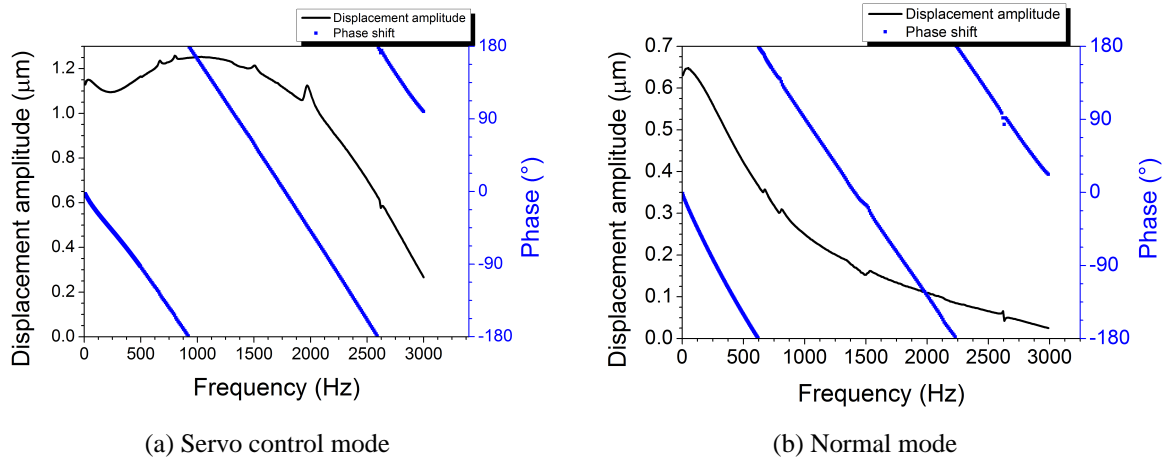 Displacement amplitude
Phase shift
Displacement amplitude (μm)
1.2
1.0
0.8
0.6
0.4
0.2
0.0
180
90
0
-90
-180
Phase (°)
0 500 1000 1500 2000 2500 3000
Frequency (Hz)
(a) Servo control mode
Displacement amplitude
Phase shift
Displacement amplitude (μm)
0.7
0.6
0.5
0.4
0.3
0.2
0.1
0.0
180
90
0
-90
-180
Phase (°)
0 500 1000 1500 2000 2500 3000
Frequency (Hz)
(b) Normal mode